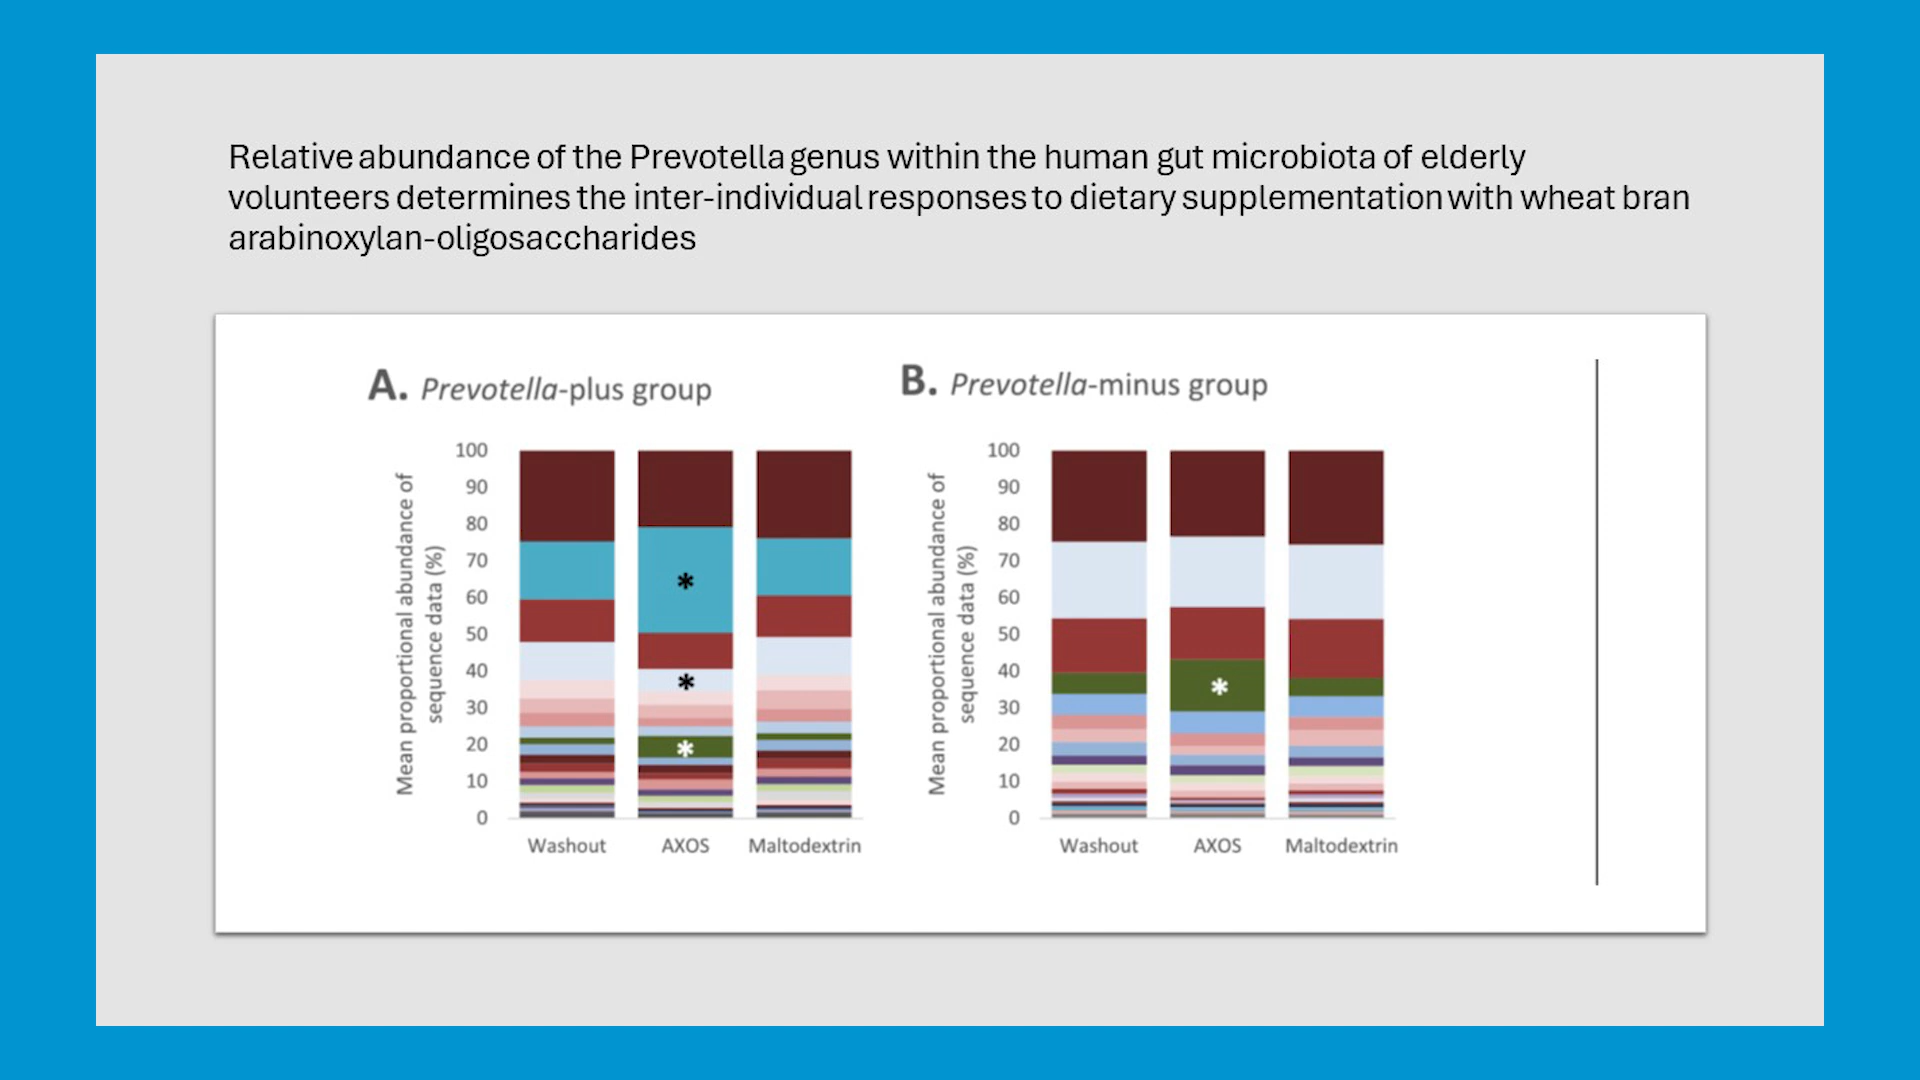 Relative abundance of the Prevotella genus within the human gut microbiota of elderly
volunteers determines the inter-individual responses to dietary supplementation with wheat bran
arabinoxylan-oligosaccharides
A. Prevotella-plus group
Mean proportional abundance of
sequence data (%)
100
90
80
70
60
50
40
30
20
10
0
*
*
*
Washout AXOS Maltodextrin
B. Prevotella-minus group
Mean proportional abundance of
sequence data (%)
100
90
80
70
60
50
40
30
20
10
0
*
Washout AXOS Maltodextrin